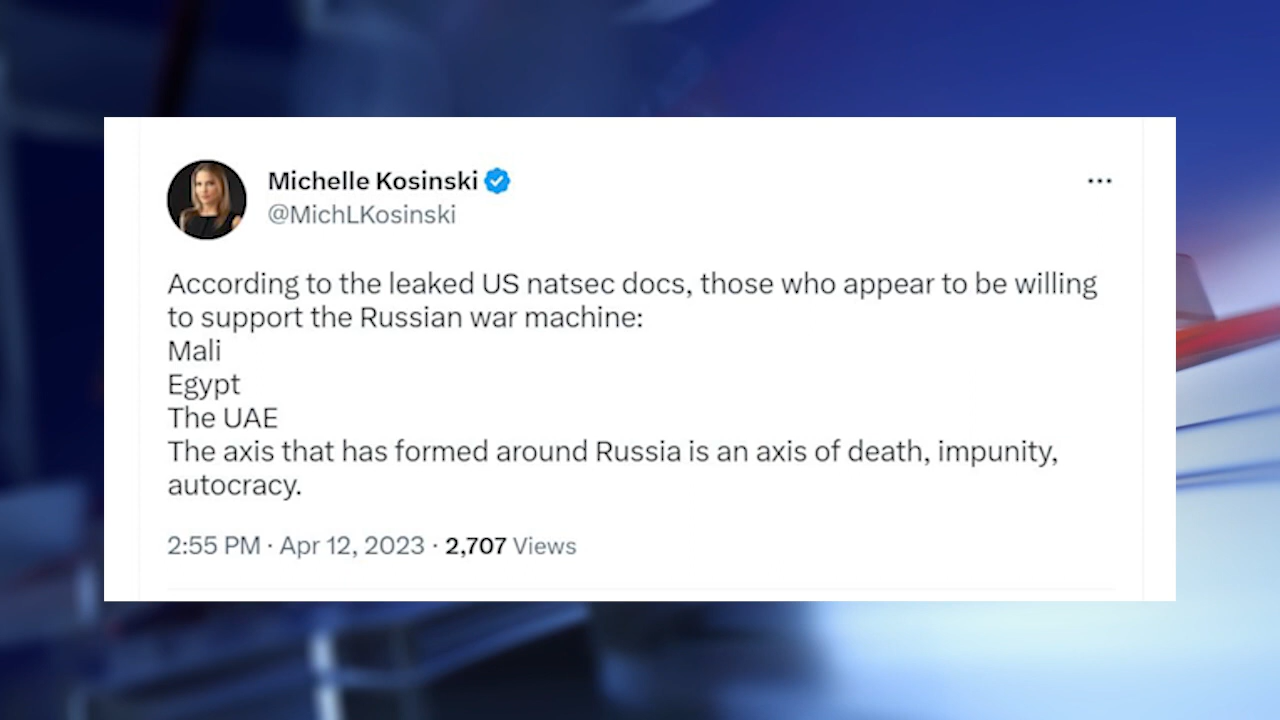 Michelle Kosinski
@MichLKosinski
According to the leaked US natsec docs, those who appear to be willing
to support the Russian war machine:
Mali
Egypt
The UAE
The axis that has formed around Russia is an axis of death, impunity,
autocracy.
2:55 PM · Apr 12, 2023 · 2,707 Views